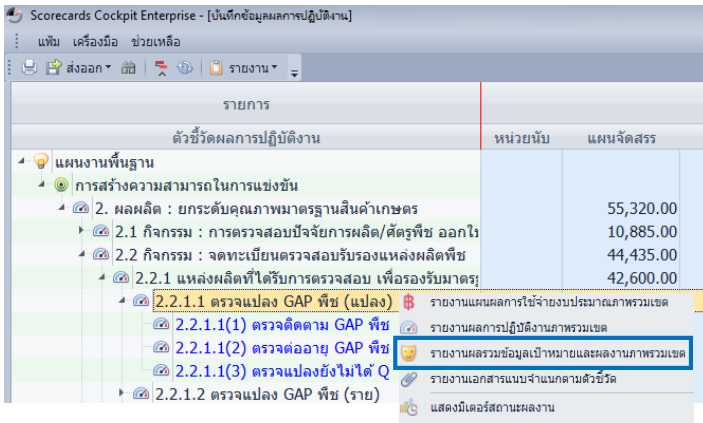 Scorecards Cockpit Enterprise - [บันทึกข้อมูลผลการปฏิบัติงาน]
แฟ้ม เครื่องมือ ช่วยเหลือ
ส่งออก รายงาน
รายการ
ตัวชี้วัดผลการปฏิบัติงาน หน่วยนับ แผนจัดสรร
แผนงานพื้นฐาน
การสร้างความสามารถในการแข่งขัน
2. ผลผลิต : ยกระดับคุณภาพมาตรฐานสินค้าเกษตร 55,320.00
2.1 กิจกรรม : การตรวจสอบปัจจัยการผลิต/ศัตรูพืช ออกใบ 10,885.00
2.2 กิจกรรม : จดทะเบียนตรวจสอบรับรองแหล่งผลิตพืช 44,435.00
2.2.1 แหล่งผลิตที่ได้รับการตรวจสอบ เพื่อรองรับมาตรฐ 42,600.00
2.2.1.1 ตรวจแปลง GAP พืช (แปลง)
รายงานแผนผลการใช้จ่ายงบประมาณภาพรวมเขต
2.2.1.1(1) ตรวจติดตาม GAP พืช
รายงานผลการปฏิบัติงานภาพรวมเขต
2.2.1.1(2) ตรวจต่ออายุ GAP พืช
รายงานผลรวมข้อมูลเป้าหมายและผลงานภาพรวมเขต
2.2.1.1(3) ตรวจแปลงยังไม่ได้ Q
รายงานเอกสารแนบจำแนกตามตัวชี้วัด
2.2.1.2 ตรวจแปลง GAP พืช (ราย)
แสดงมิเตอร์สถานะผลงาน